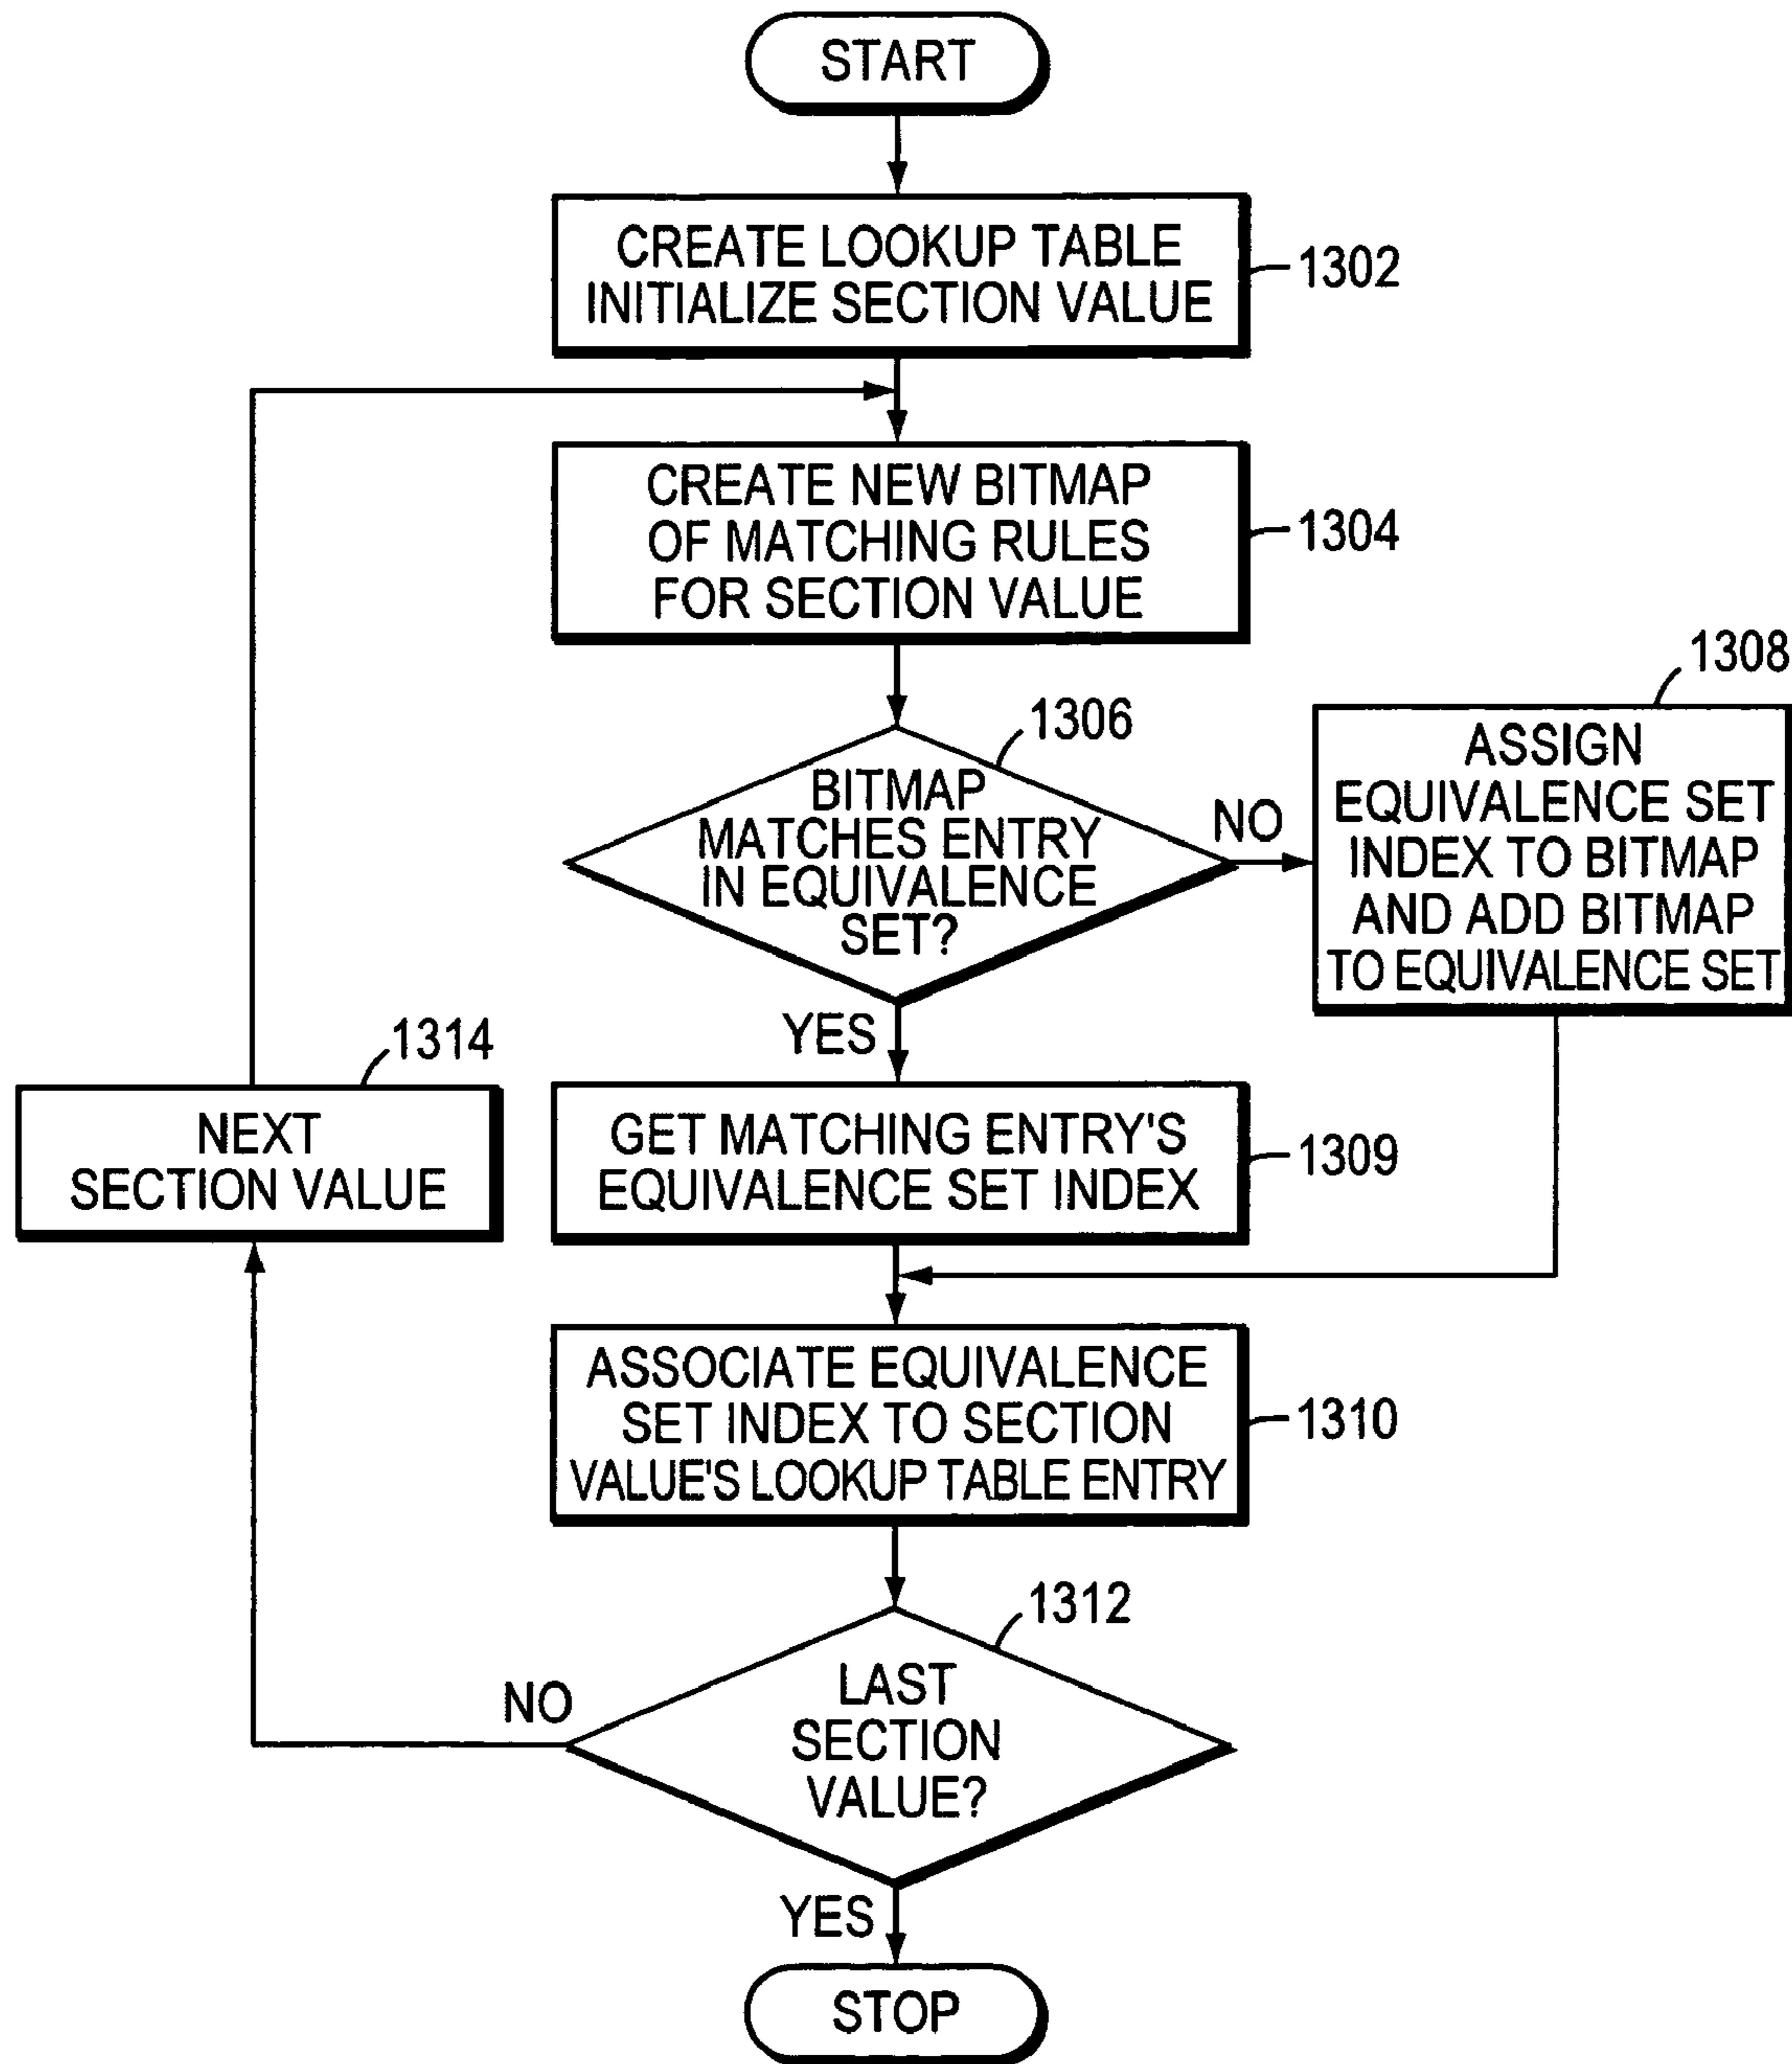 START
CREATE LOOKUP TABLE
INITIALIZE SECTION VALUE
1302
CREATE NEW BITMAP
OF MATCHING RULES
FOR SECTION VALUE
1304
1306
BITMAP
MATCHES ENTRY
IN EQUIVALENCE
SET?
NO
1308
ASSIGN
EQUIVALENCE SET
INDEX TO BITMAP
AND ADD BITMAP
TO EQUIVALENCE SET
YES
GET MATCHING ENTRY'S
EQUIVALENCE SET INDEX
1309
1314
NEXT
SECTION VALUE
ASSOCIATE EQUIVALENCE
SET INDEX TO SECTION
VALUE'S LOOKUP TABLE ENTRY
1310
1312
LAST
SECTION
VALUE?
NO
YES
STOP